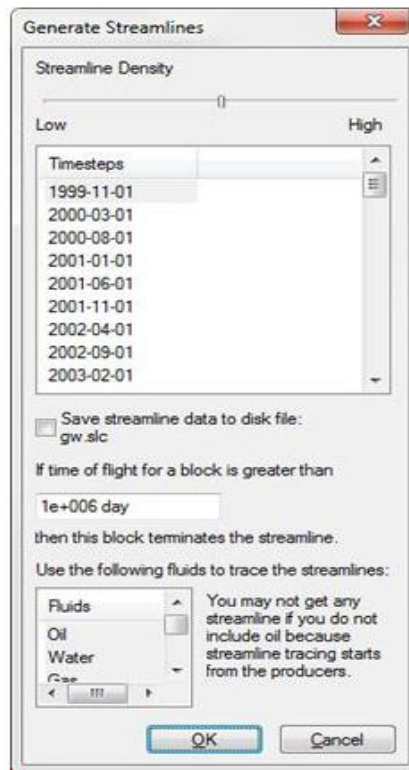 Generate Streamlines
Streamline Density
Low High
Timesteps
1999-11-01
2000-03-01
2000-08-01
2001-01-01
2001-06-01
2001-11-01
2002-04-01
2002-09-01
2003-02-01
Save streamline data to disk file:
gw.slc
If time of flight for a block is greater than
1e+006 day
then this block terminates the streamline.
Use the following fluids to trace the streamlines:
Fluids
Oil
Water
Gas
You may not get any
streamline if you do not
include oil because
streamline tracing starts
from the producers.
OK Cancel